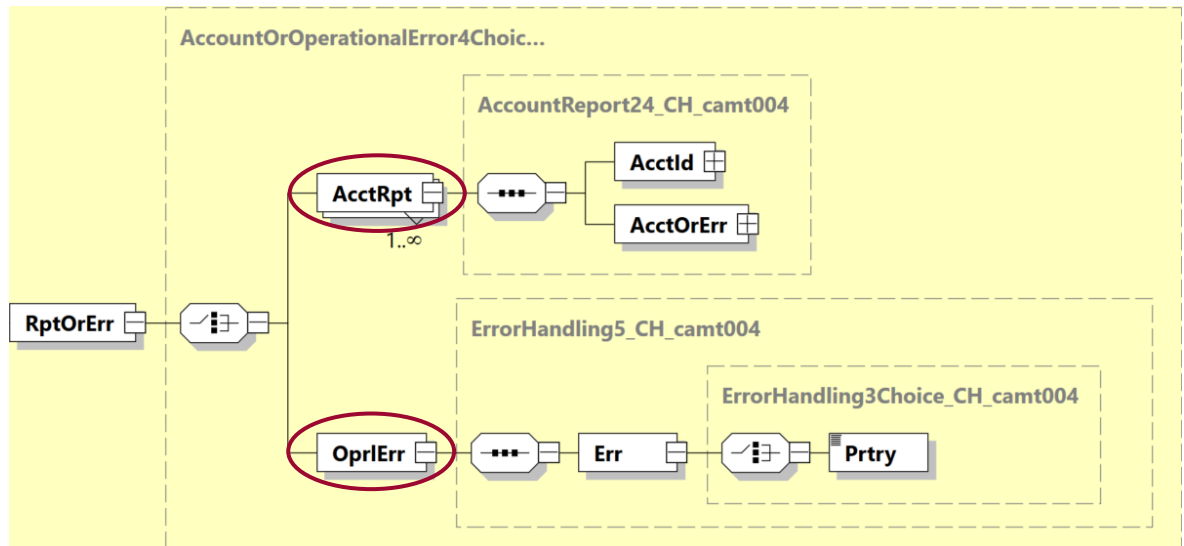 AccountOrOperationalError4Choic...
AccountReport24_CH_camt004
AcctId
AcctRpt
AcctOrErr
1..∞
RptOrErr
ErrorHandling5_CH_camt004
ErrorHandling3Choice_CH_camt004
OprlErr
Err
Prtry